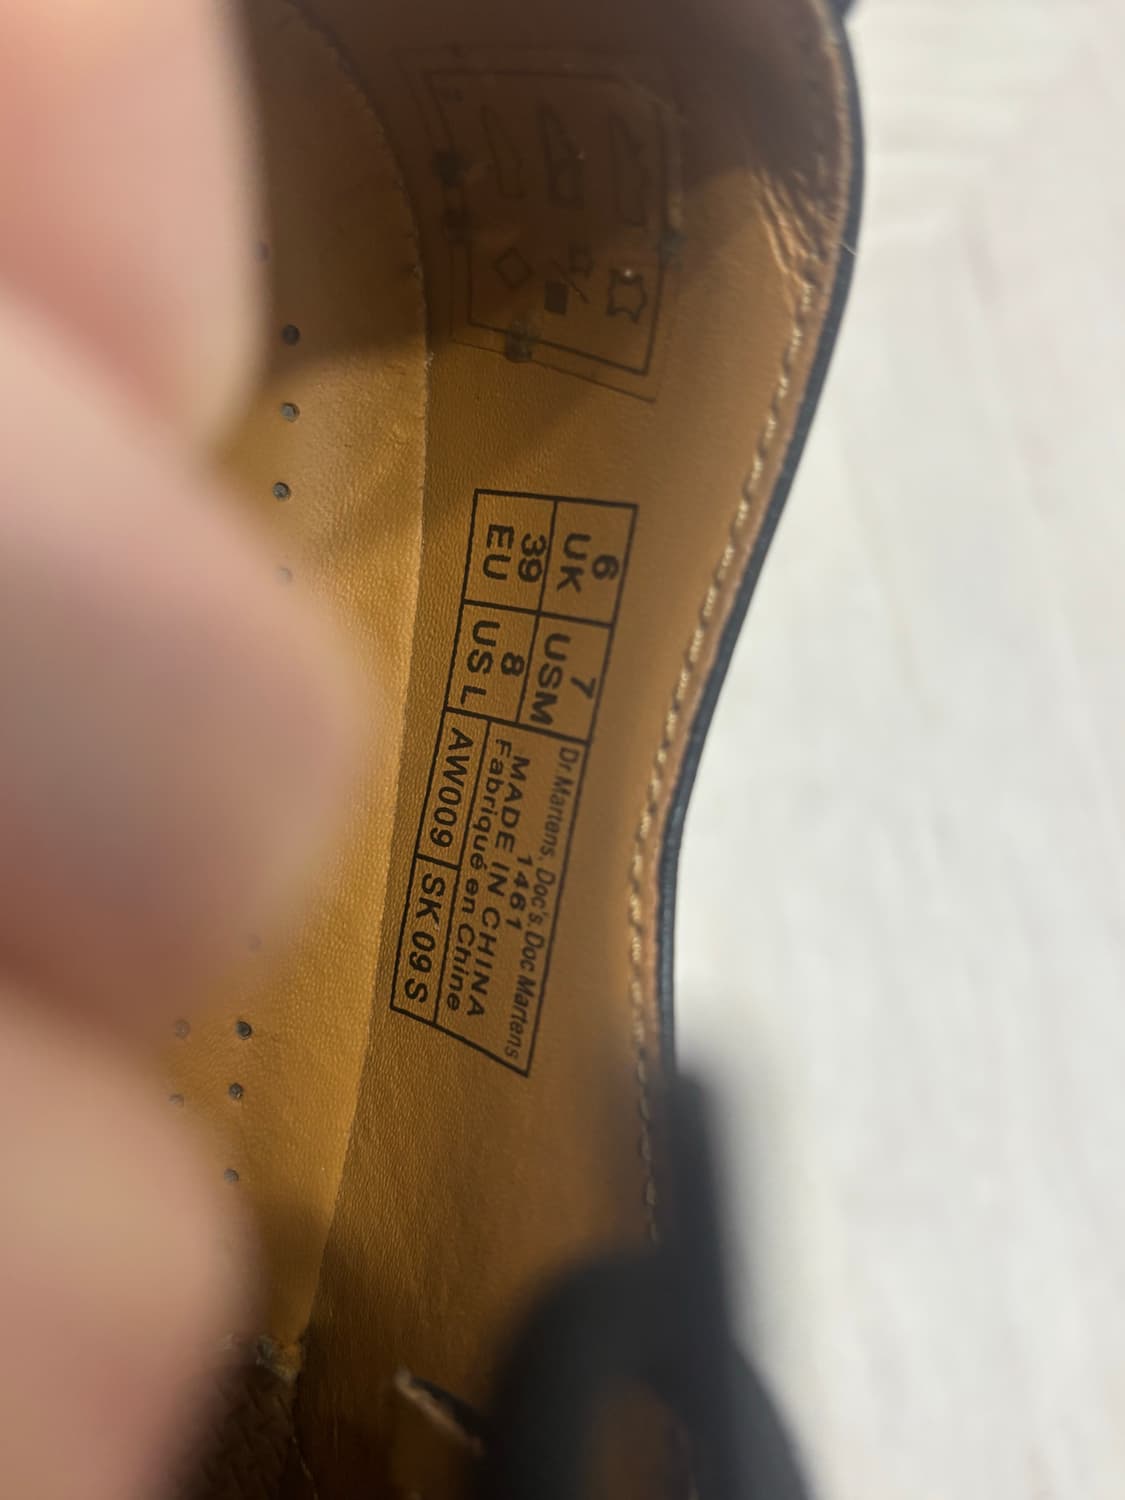 6 UK
7 USM
39 EU
8 US L
Dr Martens, Doc's, Doc Martens
1461
MADE IN CHINA
Fabriqué en Chine
AW009
SK 09 S